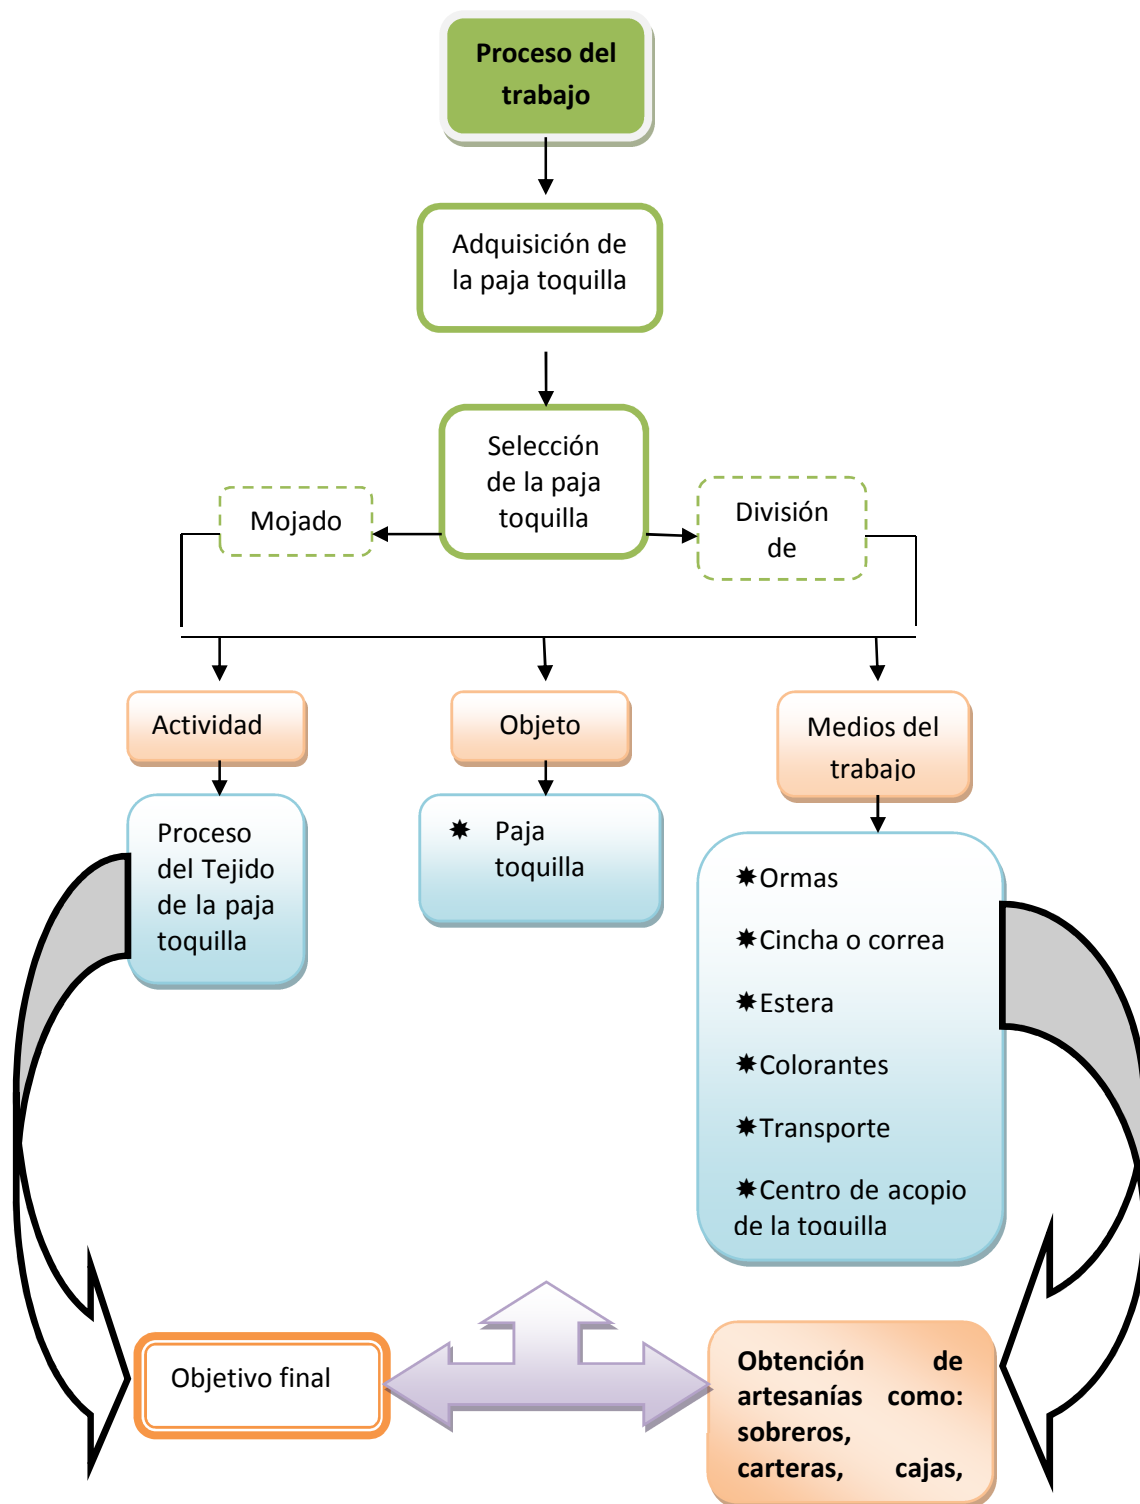 Proceso del
trabajo
Adquisición de
la paja toquilla
Selección
de la paja
toquilla
Mojado
División
de
Actividad
Objeto
Medios del
trabajo
Proceso
del Tejido
de la paja
toquilla
✷ Paja
toquilla
✷Ormas
✷Cincha o correa
✷Estera
✷Colorantes
✷Transporte
✷Centro de acopio
de la toquilla
Objetivo final
Obtención de
artesanías como:
sobreros,
carteras, cajas,